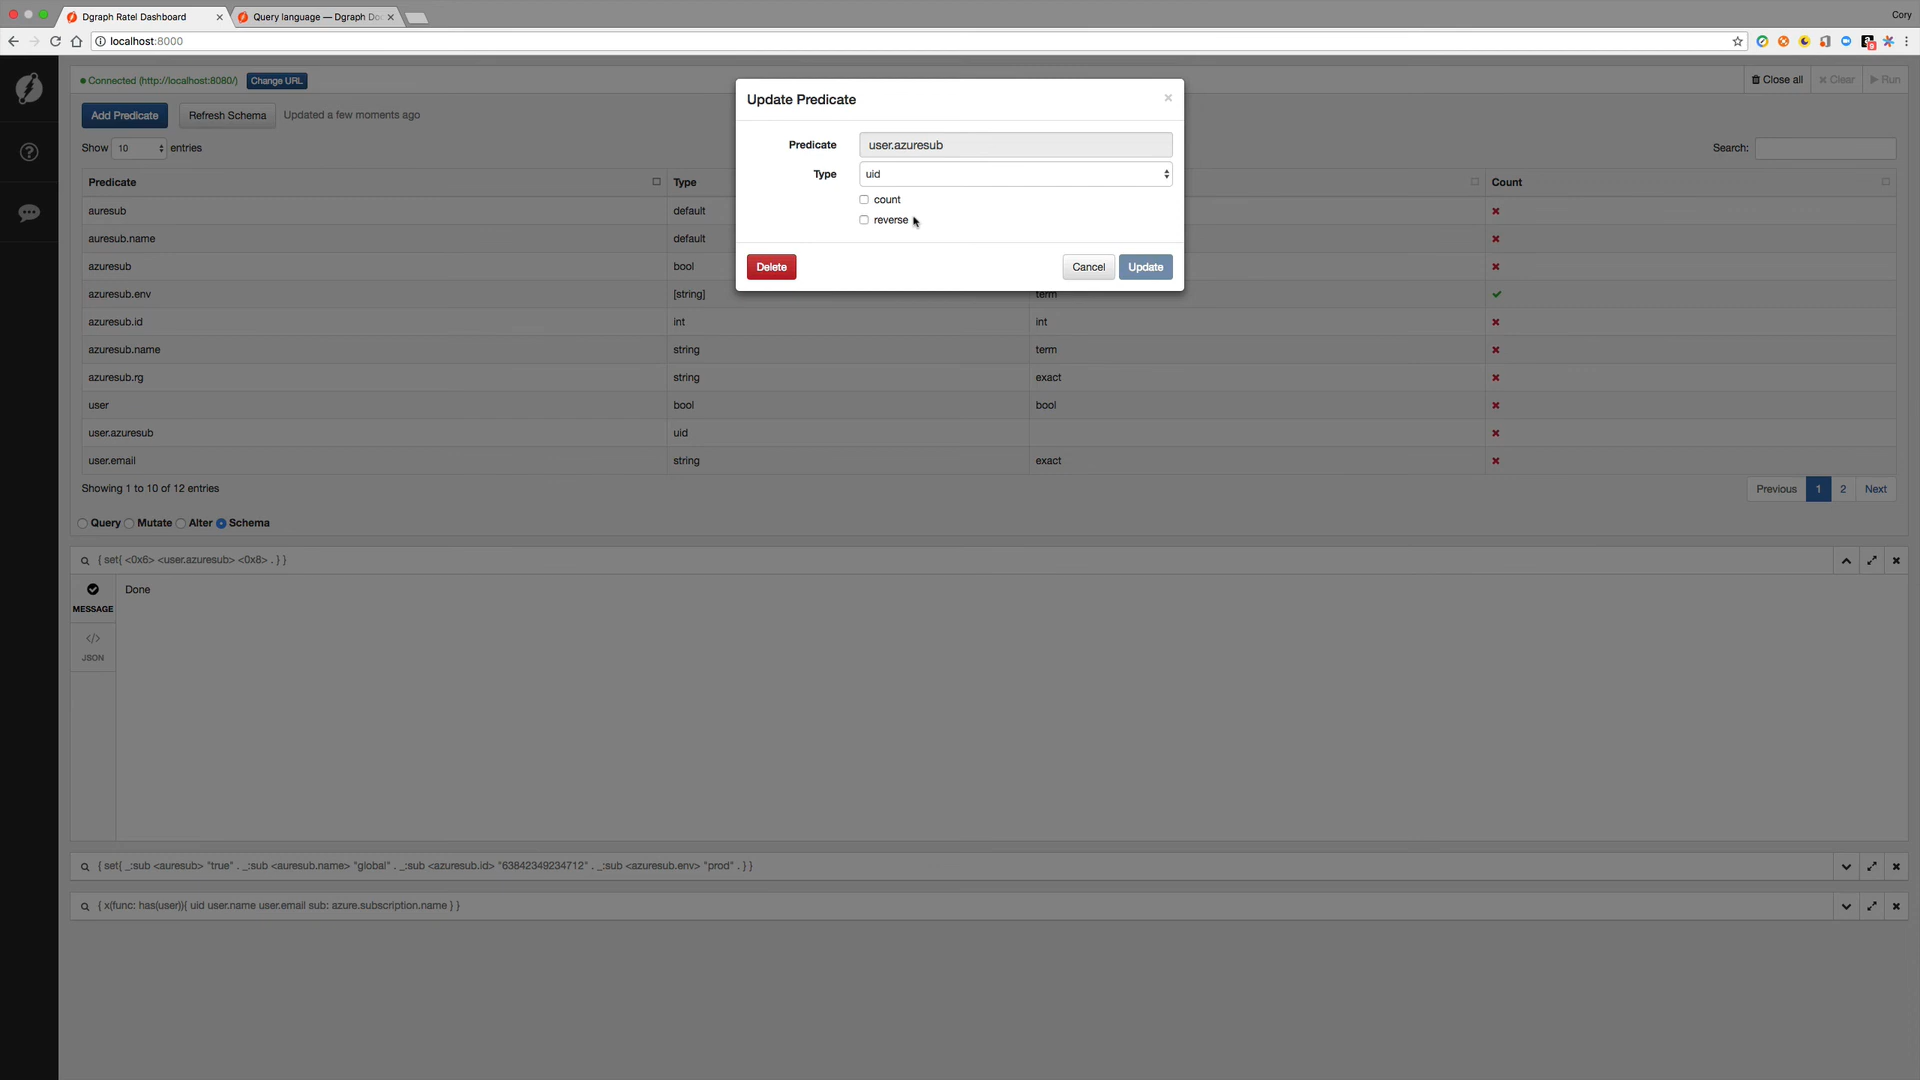 Dgraph Ratel Dashboard
Query language — Dgraph Do
Cory
localhost:8000
Connected (http://localhost:8080/)
Change URL
Close all
Clear
Run
Add Predicate
Refresh Schema
Updated a few moments ago
Show 10 entries
Search:
Update Predicate
Predicate user.azuresub
Type uid
count
reverse
Delete
Cancel
Update
Predicate Type Count
auresub default
auresub.name default
azuresub bool
azuresub.env [string] term
azuresub.id int int
azuresub.name string term
azuresub.rg string exact
user bool bool
user.azuresub uid
user.email string exact
Showing 1 to 10 of 12 entries
Previous 1 2 Next
Query Mutate Alter Schema
{ set{ <0x6> <user.azuresub> <0x8> . } }
MESSAGE
Done
</>
JSON
{ set{ _:sub <auresub> "true" . _:sub <auresub.name> "global" . _:sub <azuresub.id> "63842349234712" . _:sub <azuresub.env> "prod" . } }
{ x(func: has(user)){ uid user.name user.email sub: azure.subscription.name } }